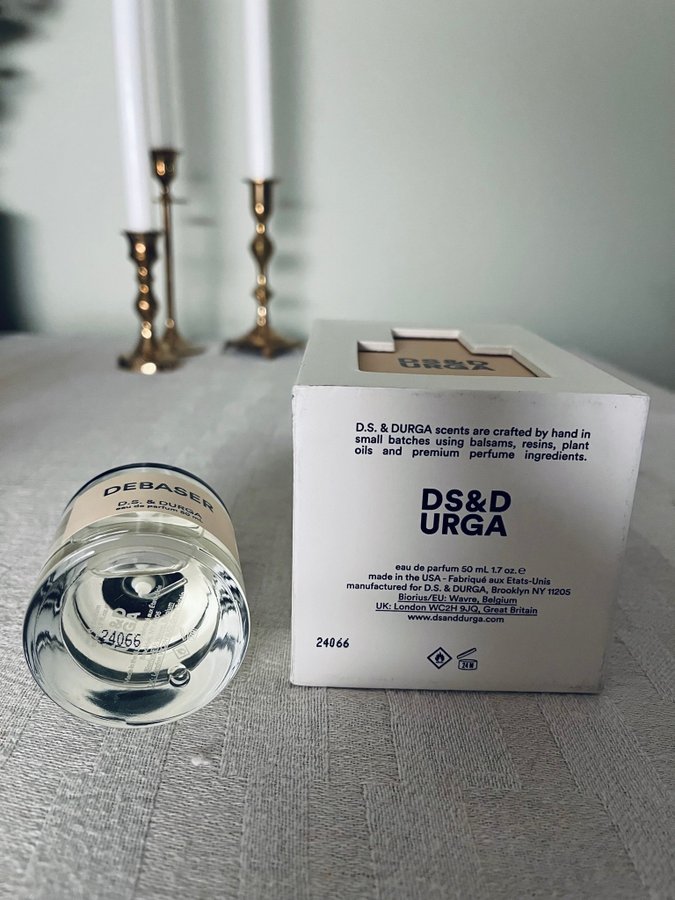 DS&D
URGA
D.S. & DURGA scents are crafted by hand in
small batches using balsams, resins, plant
oils and premium perfume ingredients.
DS&D
URGA
eau de parfum 50 mL 1.7 oz. ℮
made in the USA - Fabriqué aux Etats-Unis
manufactured for D.S. & DURGA, Brooklyn NY 11205
Biorius/EU: Wavre, Belgium
UK: London WC2H 9JQ, Great Britain
www.dsanddurga.com
24066
24M
DEBASER
D.S. & DURGA
eau de parfum 50 mL
24066